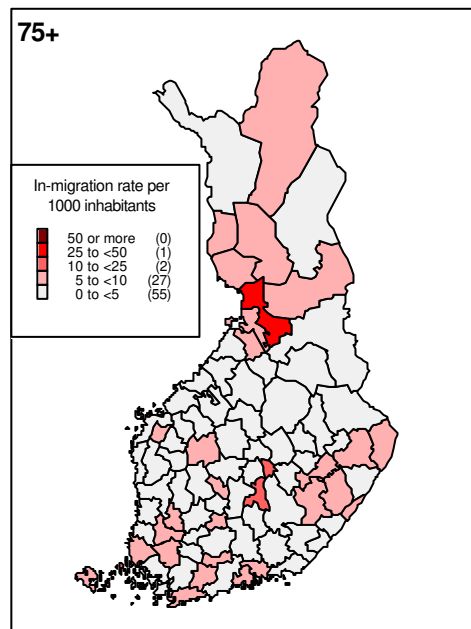 75+
In-migration rate per
1000 inhabitants
50 or more (0)
25 to <50 (1)
10 to <25 (2)
5 to <10 (27)
0 to <5 (55)